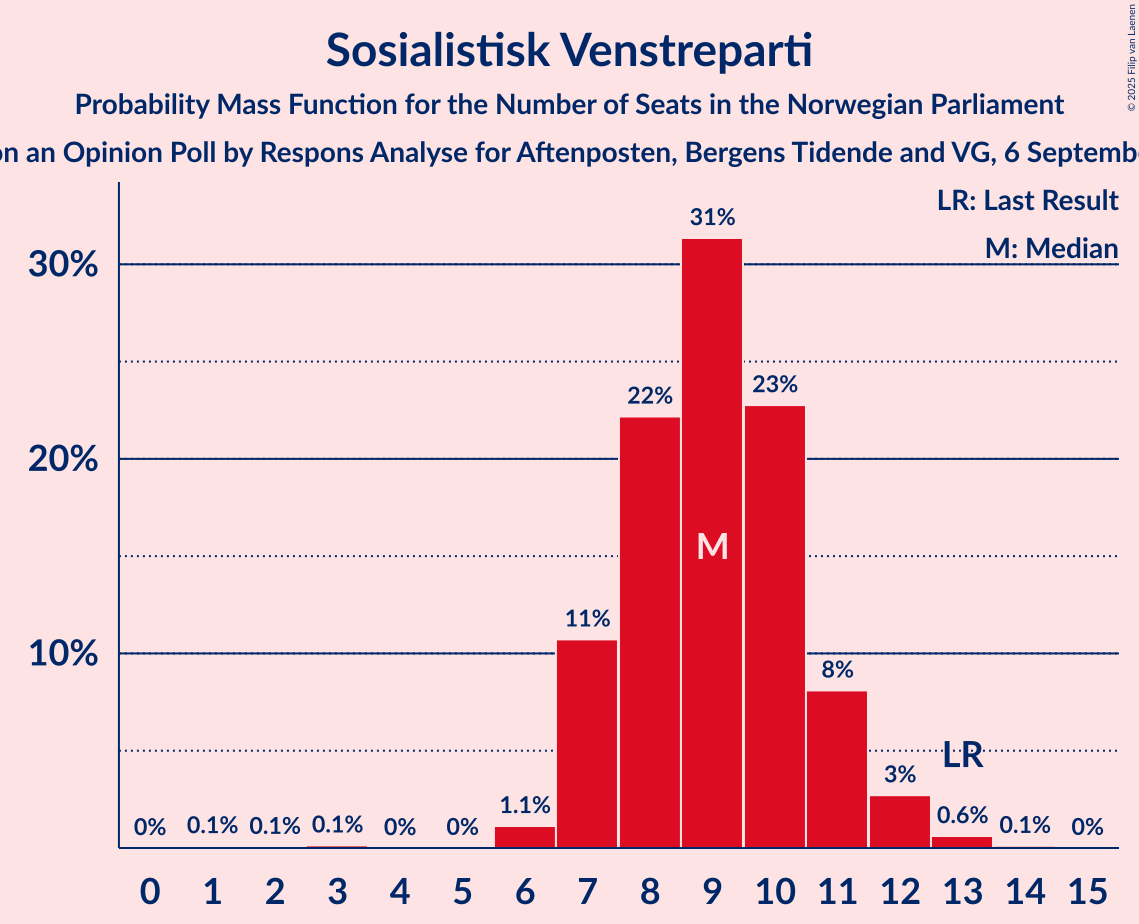 Sosialistisk Venstreparti
Probability Mass Function for the Number of Seats in the Norwegian Parliament
on an Opinion Poll by Respons Analyse for Aftenposten, Bergens Tidende and VG, 6 Septembe
© 2025 Filip van Laenen
LR: Last Result
M: Median
30%
20%
10%
0%
0.1%
0.1%
0.1%
0%
0%
1.1%
11%
22%
31%
23%
8%
3%
0.6%
0.1%
0%
M
LR
0 1 2 3 4 5 6 7 8 9 10 11 12 13 14 15